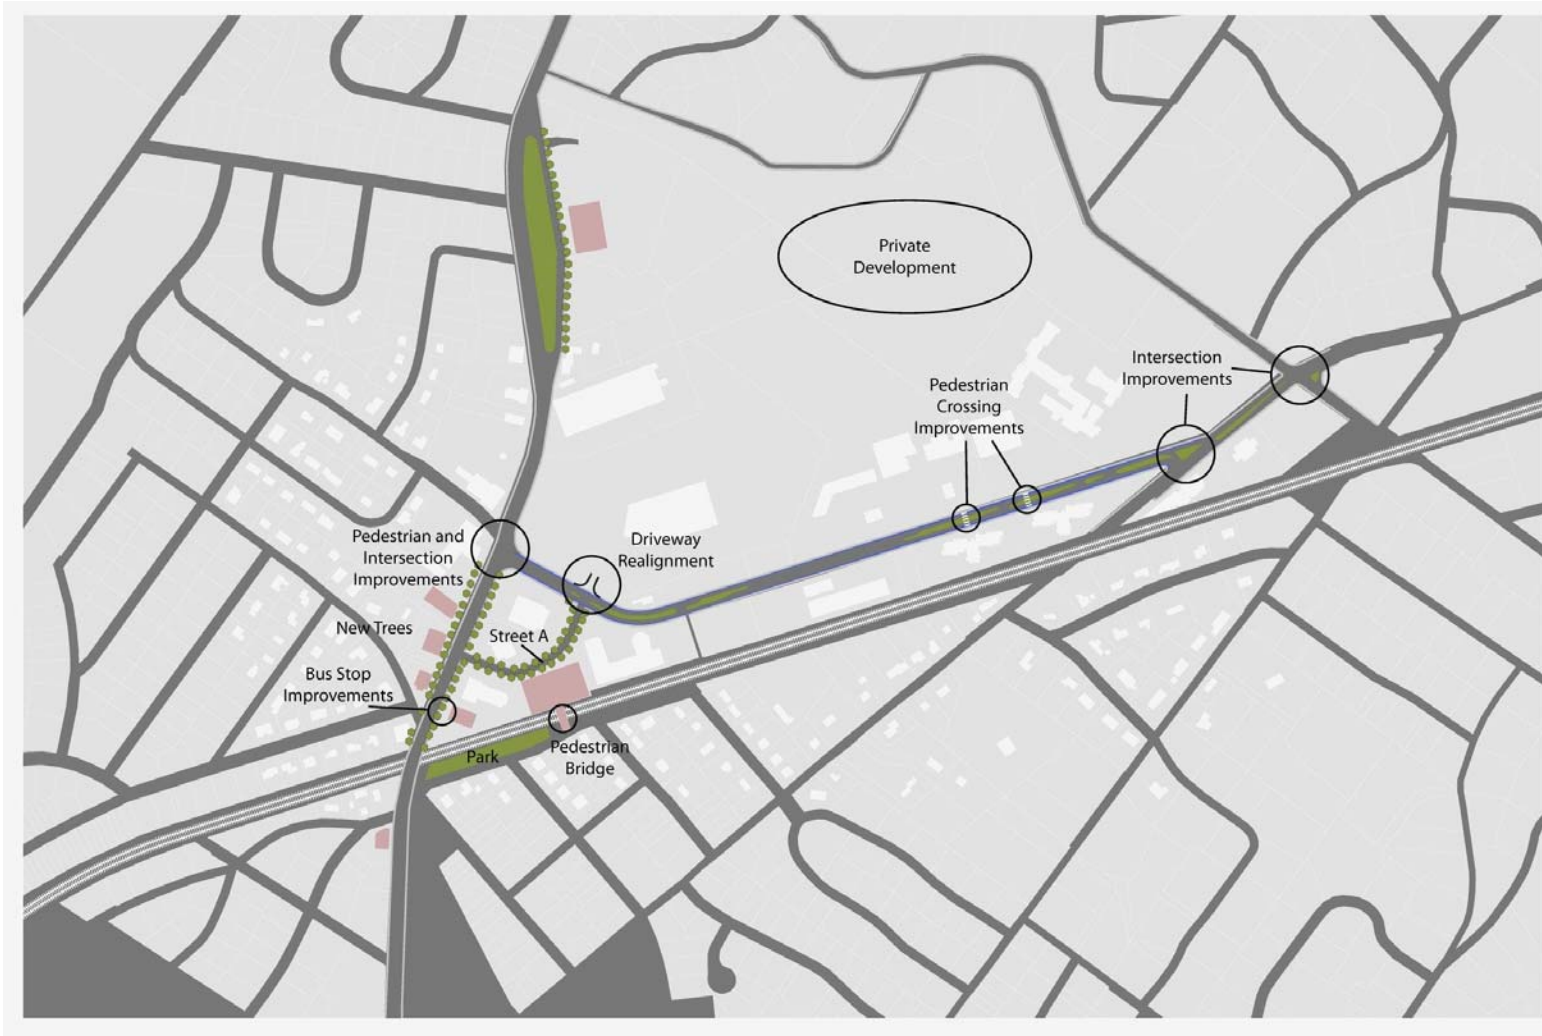 Private
Development
Intersection
Improvements
Pedestrian
Crossing
Improvements
Pedestrian and
Intersection
Improvements
Driveway
Realignment
New Trees
Street A
Bus Stop
Improvements
Park
Pedestrian
Bridge